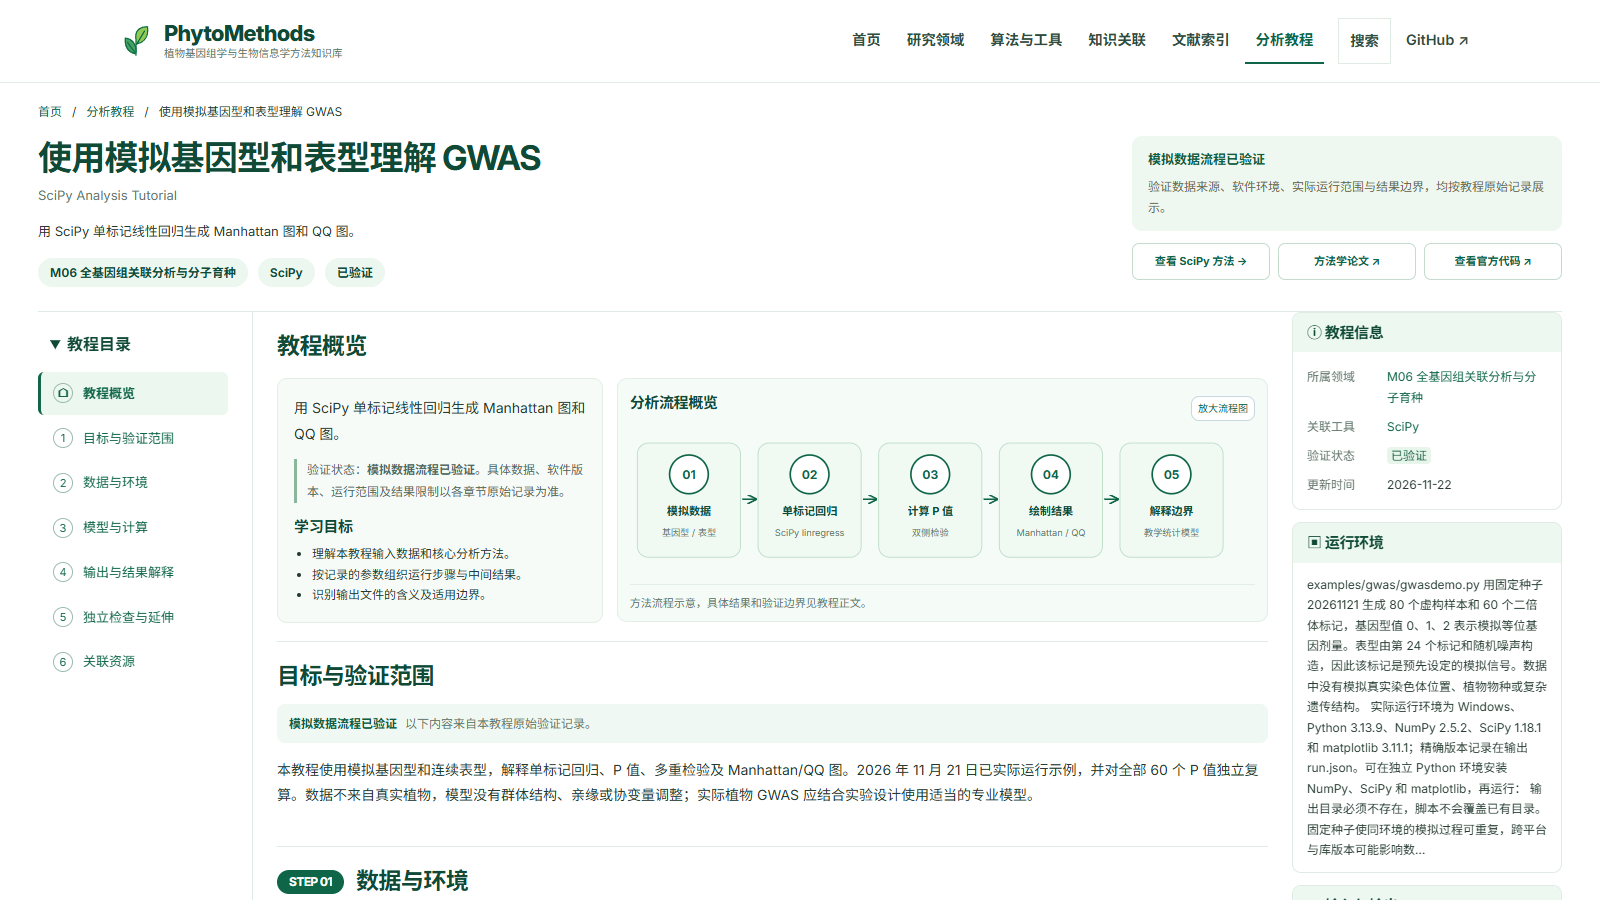 PhytoMethods
植物基因组学与生物信息学方法知识库
首页 研究领域 算法与工具 知识关联 文献索引 分析教程 搜索 GitHub ↗
首页 / 分析教程 / 使用模拟基因型和表型理解 GWAS
使用模拟基因型和表型理解 GWAS
SciPy Analysis Tutorial
用 SciPy 单标记线性回归生成 Manhattan 图和 QQ 图。
M06 全基因组关联分析与分子育种 SciPy 已验证
模拟数据流程已验证
验证数据来源、软件环境、实际运行范围与结果边界，均按教程原始记录展
示。
查看 SciPy 方法 → 方法学论文 ↗ 查看官方代码 ↗
▼ 教程目录
教程概览
1 目标与验证范围
2 数据与环境
3 模型与计算
4 输出与结果解释
5 独立检查与延伸
6 关联资源
教程概览
用 SciPy 单标记线性回归生成 Manhattan 图和
QQ 图。
验证状态：模拟数据流程已验证。具体数据、软件版
本、运行范围及结果限制以各章节原始记录为准。
学习目标
• 理解本教程输入数据和核心分析方法。
• 按记录的参数组织运行步骤与中间结果。
• 识别输出文件的含义及适用边界。
分析流程概览
放大流程图
01 02 03 04 05
模拟数据 单标记回归 计算 P 值 绘制结果 解释边界
基因型 / 表型 SciPy linregress 双侧检验 Manhattan / QQ 教学统计模型
方法流程示意，具体结果和验证边界见教程正文。
目标与验证范围
模拟数据流程已验证 以下内容来自本教程原始验证记录。
本教程使用模拟基因型和连续表型，解释单标记回归、P 值、多重检验及 Manhattan/QQ 图。2026 年 11 月 21 日已实际运行示例，并对全部 60 个 P 值独立复
算。数据不来自真实植物，模型没有群体结构、亲缘或协变量调整；实际植物 GWAS 应结合实验设计使用适当的专业模型。
STEP 01 数据与环境
教程信息
所属领域 M06 全基因组关联分析与分
子育种
关联工具 SciPy
验证状态 已验证
更新时间 2026-11-22
运行环境
examples/gwas/gwasdemo.py 用固定种子
20261121 生成 80 个虚构样本和 60 个二倍
体标记，基因型值 0、1、2 表示模拟等位基
因剂量。表型由第 24 个标记和随机噪声构
造，因此该标记是预先设定的模拟信号。数据
中没有模拟真实染色体位置、植物物种或复杂
遗传结构。 实际运行环境为 Windows、
Python 3.13.9、NumPy 2.5.2、SciPy 1.18.1
和 matplotlib 3.11.1；精确版本记录在输出
run.json。可在独立 Python 环境安装
NumPy、SciPy 和 matplotlib，再运行： 输
出目录必须不存在，脚本不会覆盖已有目录。
固定种子使同环境的模拟过程可重复，跨平台
与库版本可能影响数...